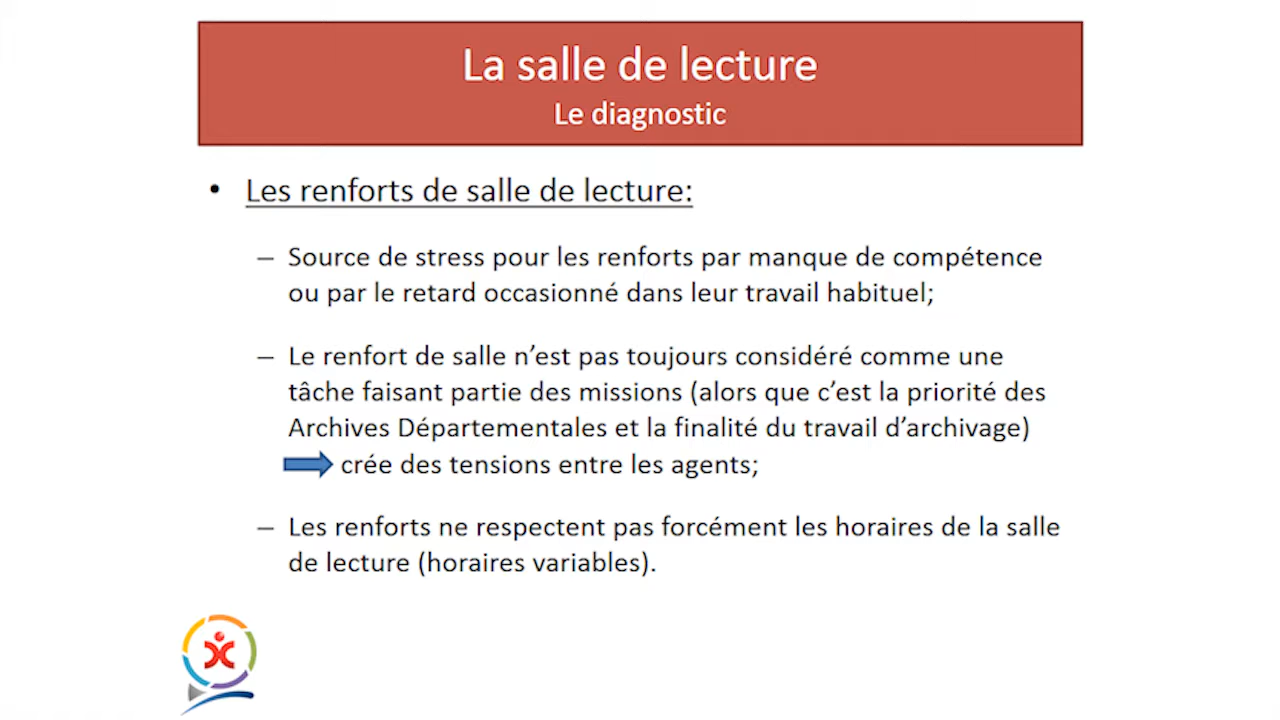 La salle de lecture
Le diagnostic
• Les renforts de salle de lecture:
– Source de stress pour les renforts par manque de compétence
ou par le retard occasionné dans leur travail habituel;
– Le renfort de salle n’est pas toujours considéré comme une
tâche faisant partie des missions (alors que c’est la priorité des
Archives Départementales et la finalité du travail d’archivage)
crée des tensions entre les agents;
– Les renforts ne respectent pas forcément les horaires de la salle
de lecture (horaires variables).